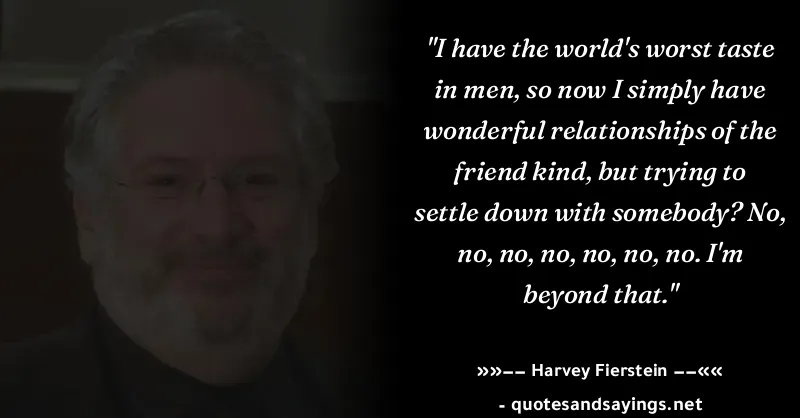 "I have the world's worst taste
in men, so now I simply have
wonderful relationships of the
friend kind, but trying to
settle down with somebody? No,
no, no, no, no, no, no. I'm
beyond that."
»»−− Harvey Fierstein −−««
- quotesandsayings.net